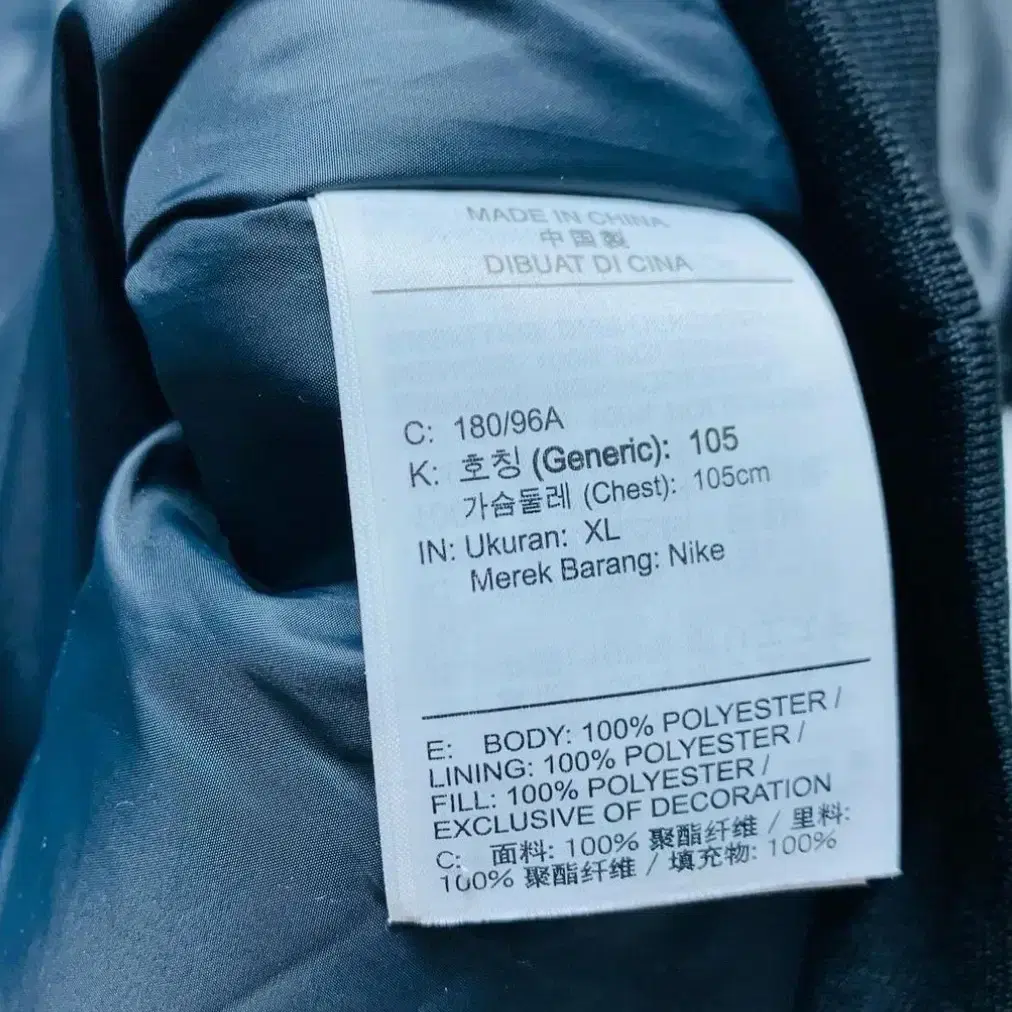 MADE IN CHINA
中国製
DIBUAT DI CINA
C: 180/96A
K: 호칭 (Generic): 105
가슴둘레 (Chest): 105cm
IN: Ukuran: XL
Merek Barang: Nike
E: BODY: 100% POLYESTER /
LINING: 100% POLYESTER /
FILL: 100% POLYESTER /
EXCLUSIVE OF DECORATION
C: 面料: 100% 聚酯纤维 / 里料:
100% 聚酯纤维 / 填充物: 100%